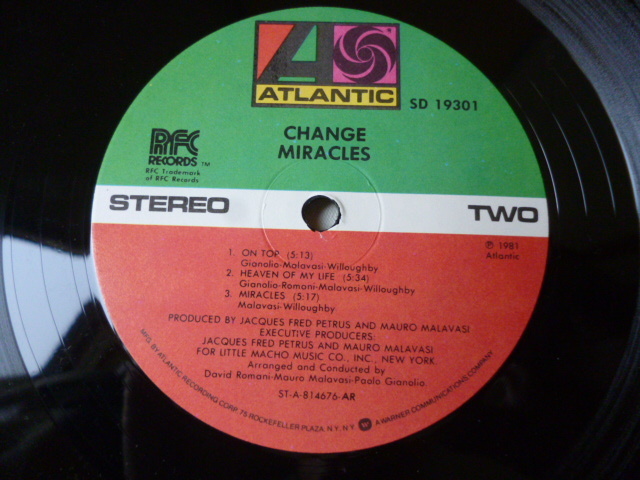 ATLANTIC
SD 19301
CHANGE
MIRACLES
RFC
RECORDS ™
RFC Trademark
of RFC Records
STEREO
TWO
℗ 1981
Atlantic
1. ON TOP (5:13)
Gianolio-Malavasi-Willoughby
2. HEAVEN OF MY LIFE (5:34)
Gianolio-Romani-Malavasi-Willoughby
3. MIRACLES (5:17)
Malavasi-Willoughby
PRODUCED BY JACQUES FRED PETRUS AND MAURO MALAVASI
EXECUTIVE PRODUCERS:
JACQUES FRED PETRUS AND MAURO MALAVASI
FOR LITTLE MACHO MUSIC CO., INC., NEW YORK.
Arranged and Conducted by
David Romani-Mauro Malavasi-Paolo Gianolio
ST-A-814676-AR
MFG. BY ATLANTIC RECORDING CORP. 75 ROCKEFELLER PLAZA, N.Y., N.Y. A WARNER COMMUNICATIONS COMPANY